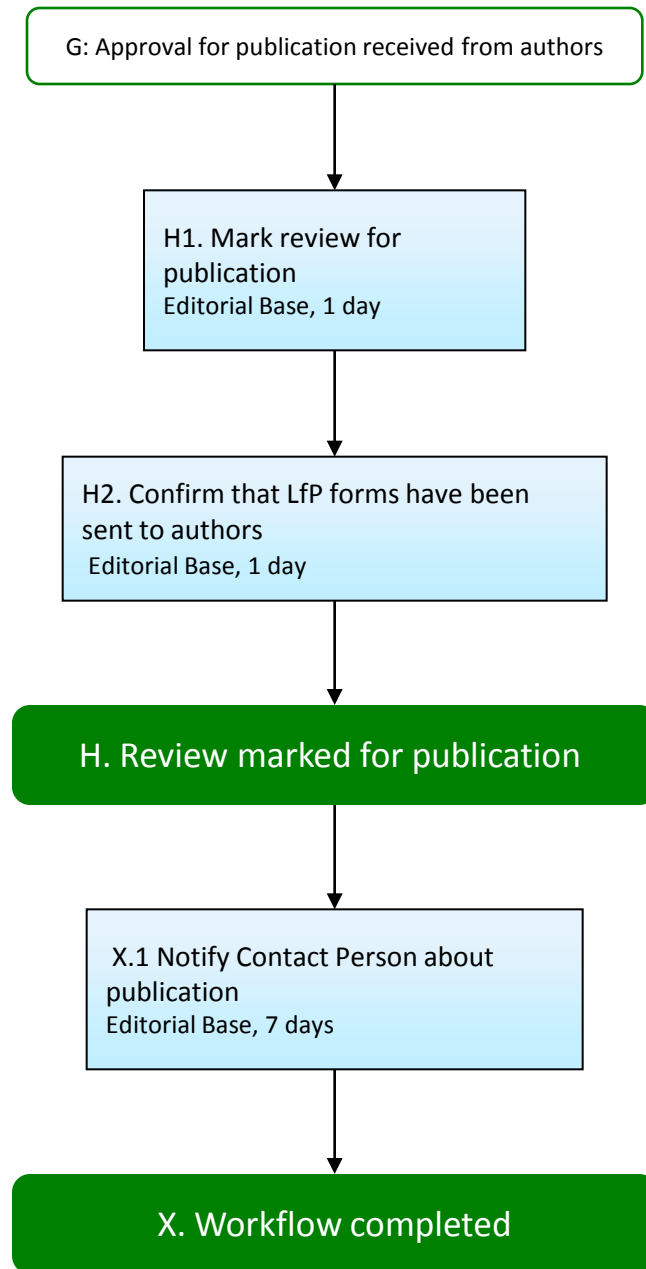 G: Approval for publication received from authors
H1. Mark review for
publication
Editorial Base, 1 day
H2. Confirm that LfP forms have been
sent to authors
Editorial Base, 1 day
H. Review marked for publication
X.1 Notify Contact Person about
publication
Editorial Base, 7 days
X. Workflow completed